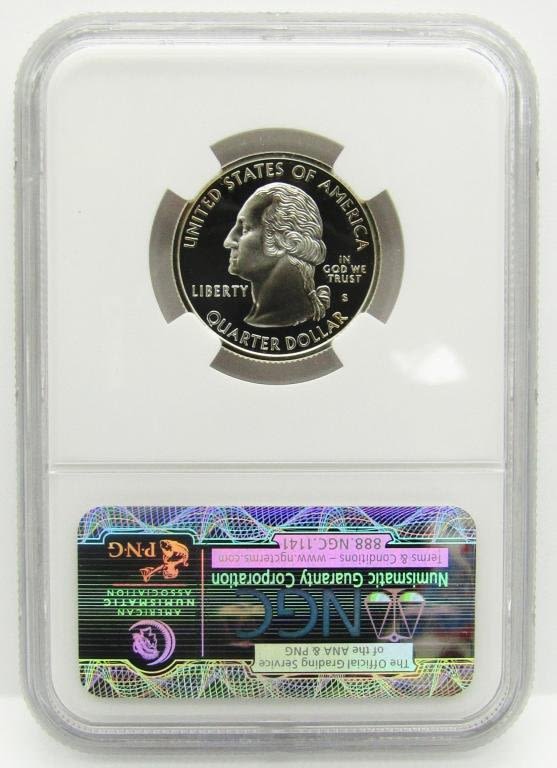 UNITED STATES OF AMERICA
LIBERTY
IN
GOD WE
TRUST
S
QUARTER DOLLAR
The Official Grading Service
of the ANA & PNG
NGC
Numismatic Guaranty Corporation
Terms & Conditions – www.ngcterms.com
888.NGC.1141
AMERICAN
NUMISMATIC
ASSOCIATION
PNG